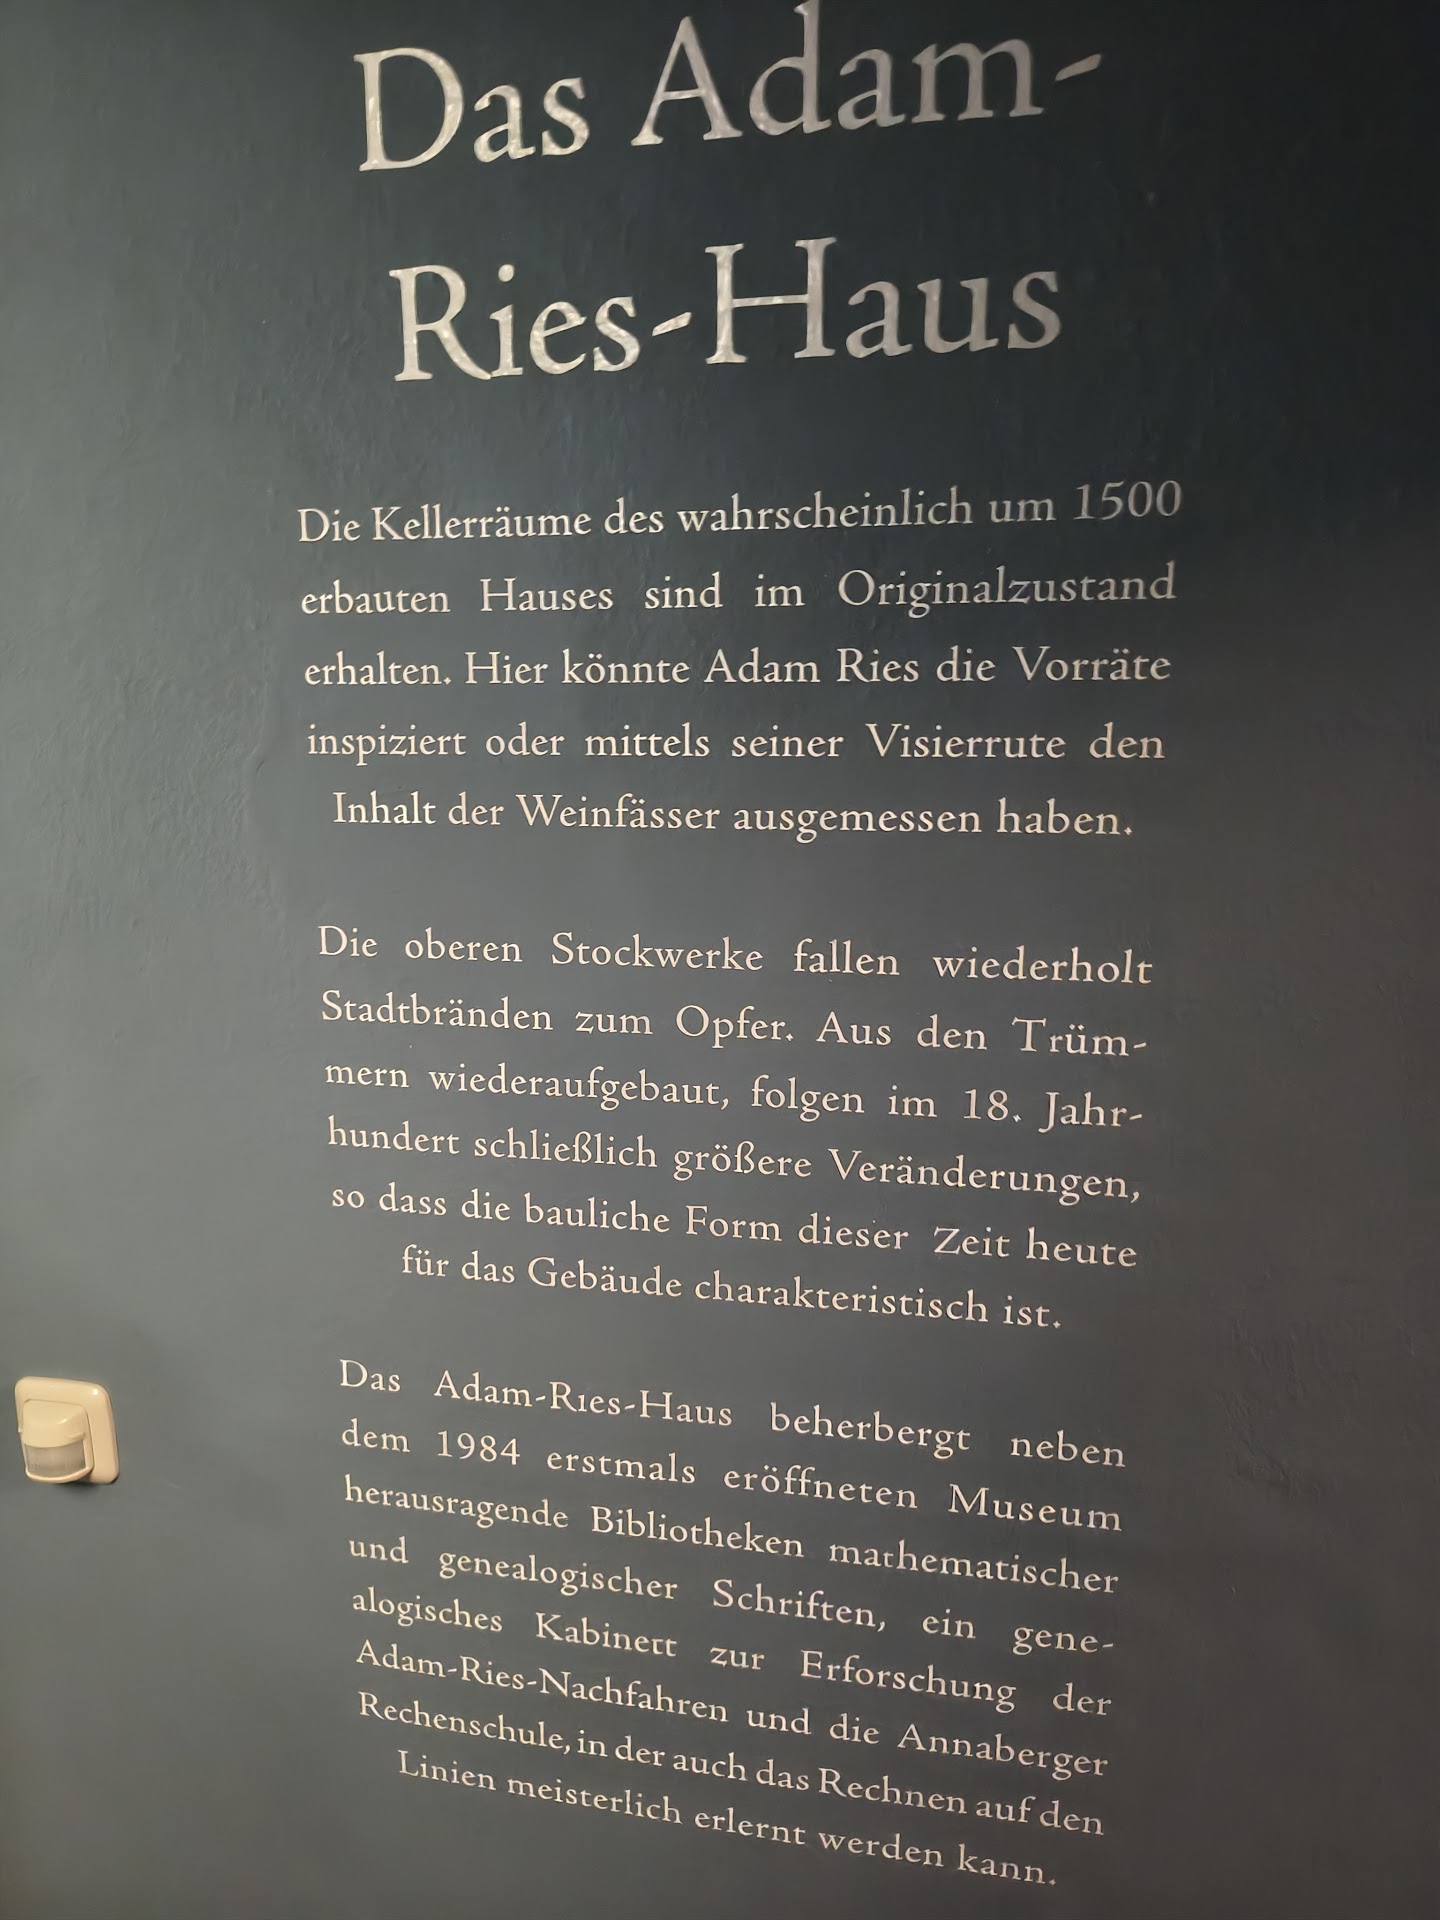 Das Adam-
Ries-Haus
Die Kellerräume des wahrscheinlich um 1500
erbauten Hauses sind im Originalzustand
erhalten. Hier könnte Adam Ries die Vorräte
inspiziert oder mittels seiner Visierrute den
Inhalt der Weinfässer ausgemessen haben.
Die oberen Stockwerke fallen wiederholt
Stadtbränden zum Opfer. Aus den Trüm-
mern wiederaufgebaut, folgen im 18. Jahr-
hundert schließlich größere Veränderungen,
so dass die bauliche Form dieser Zeit heute
für das Gebäude charakteristisch ist.
Das Adam-Ries-Haus beherbergt neben
dem 1984 erstmals eröffneten Museum
herausragende Bibliotheken mathematischer
und genealogischer Schriften, ein gene-
alogisches Kabinett zur Erforschung der
Adam-Ries-Nachfahren und die Annaberger
Rechenschule, in der auch das Rechnen auf den
Linien meisterlich erlernt werden kann.